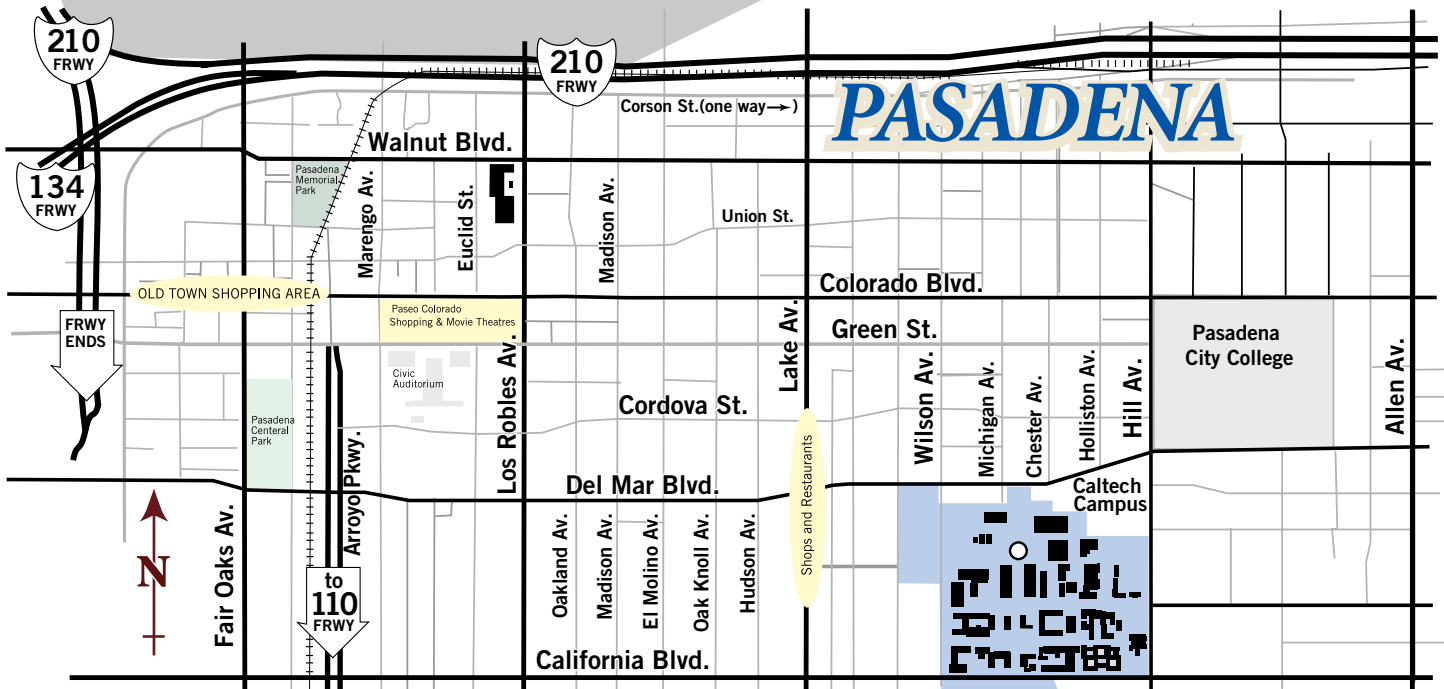 210
FRWY
210
FRWY
Corson St.(one way→)
PASADENA
Walnut Blvd.
134
FRWY
Pasadena
Memorial
Park
Marengo Av.
Euclid St.
Madison Av.
Union St.
OLD TOWN SHOPPING AREA
Colorado Blvd.
Paseo Colorado
Shopping & Movie Theatres
Green St.
FRWY
ENDS
Pasadena
City College
Civic
Auditorium
Los Robles Av.
Lake Av.
Wilson Av.
Michigan Av.
Chester Av.
Holliston Av.
Hill Av.
Allen Av.
Pasadena
Central
Park
Cordova St.
Arroyo Pkwy.
Del Mar Blvd.
Caltech
Campus
Shops and Restaurants
Fair Oaks Av.
N
Oakland Av.
Madison Av.
El Molino Av.
Oak Knoll Av.
Hudson Av.
to
110
FRWY
California Blvd.